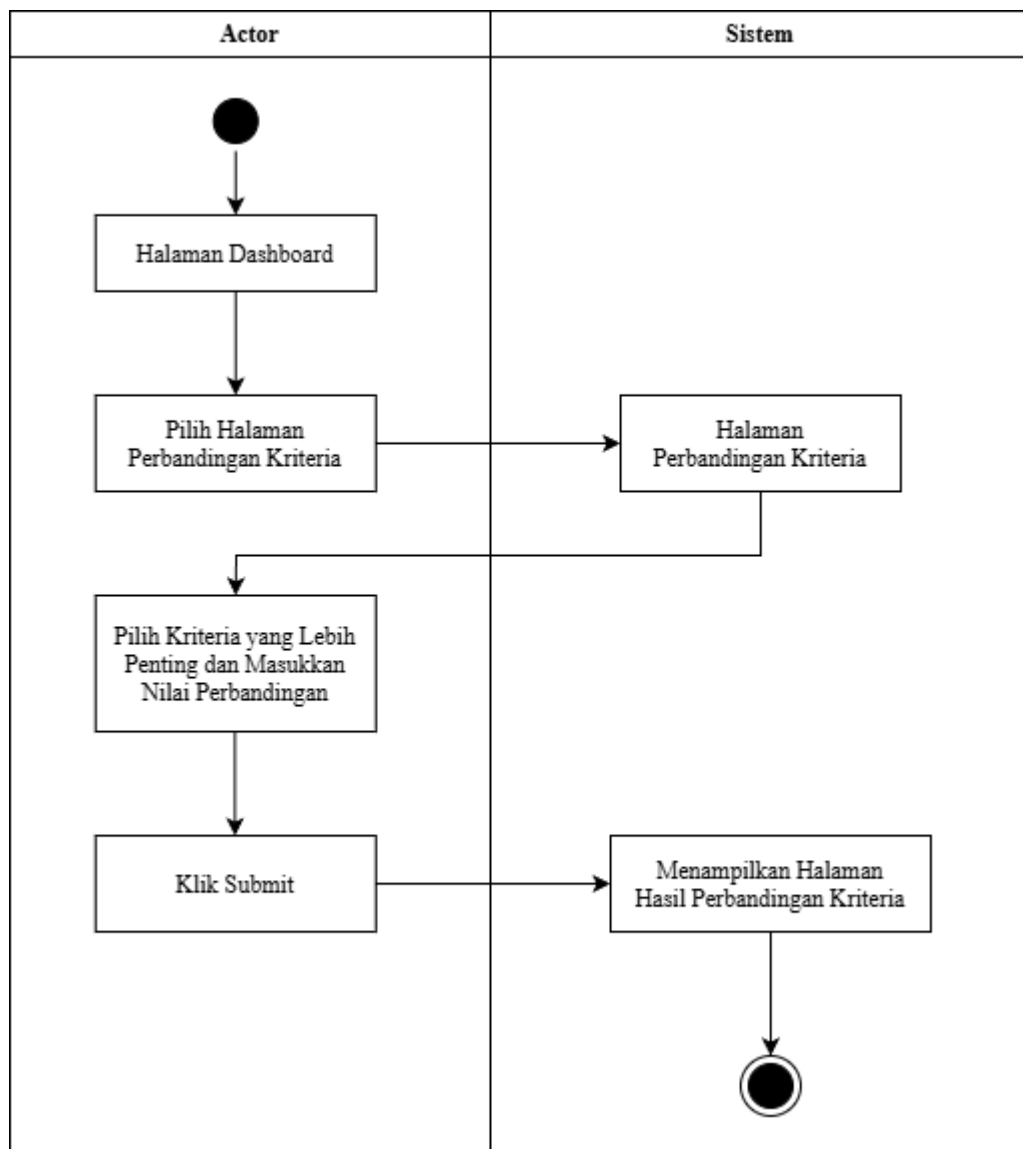 Actor
Sistem
Halaman Dashboard
Pilih Halaman
Perbandingan Kriteria
Halaman
Perbandingan Kriteria
Pilih Kriteria yang Lebih
Penting dan Masukkan
Nilai Perbandingan
Klik Submit
Menampilkan Halaman
Hasil Perbandingan Kriteria